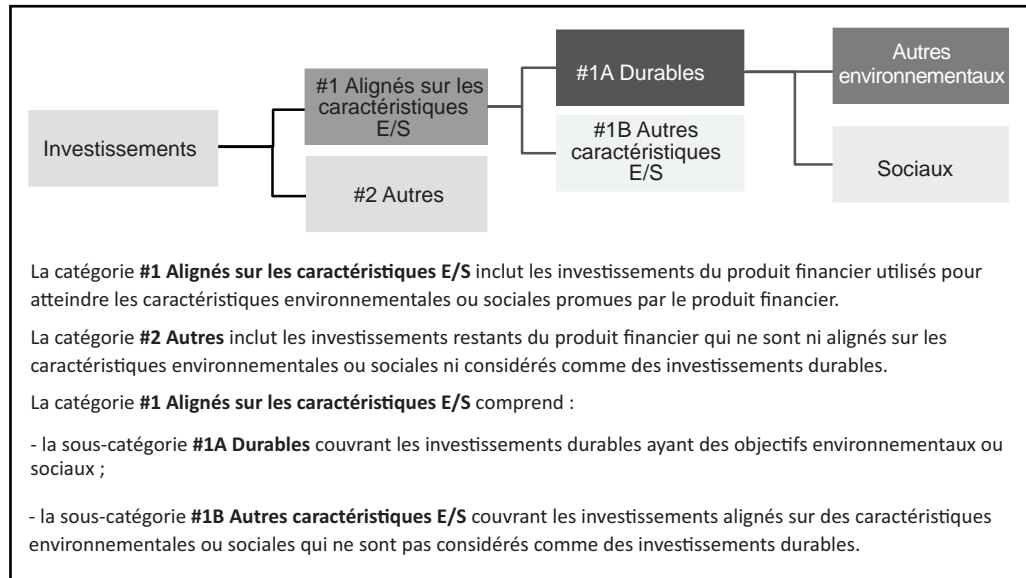 Investissements
#1 Alignés sur les
caractéristiques
E/S
#2 Autres
#1A Durables
#1B Autres
caractéristiques
E/S
Autres
environnementaux
Sociaux
La catégorie #1 Alignés sur les caractéristiques E/S inclut les investissements du produit financier utilisés pour
atteindre les caractéristiques environnementales ou sociales promues par le produit financier.
La catégorie #2 Autres inclut les investissements restants du produit financier qui ne sont ni alignés sur les
caractéristiques environnementales ou sociales ni considérés comme des investissements durables.
La catégorie #1 Alignés sur les caractéristiques E/S comprend :
- la sous-catégorie #1A Durables couvrant les investissements durables ayant des objectifs environnementaux ou
sociaux ;
- la sous-catégorie #1B Autres caractéristiques E/S couvrant les investissements alignés sur des caractéristiques
environnementales ou sociales qui ne sont pas considérés comme des investissements durables.